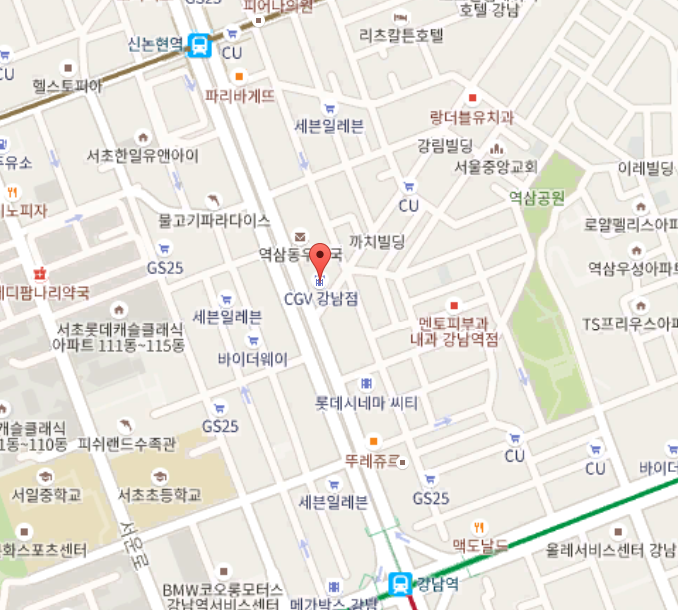 GS25
피어나의원
호텔 강남
리츠칼튼호텔
신논현역
CU
CU
헬스토피아
파리바게뜨
랑더블유치과
세븐일레븐
강림빌딩
서초한일유앤아이
서울중앙교회
이레빌딩
주유소
CU
역삼공원
노피자
물고기파라다이스
로얄팰리스아파
까치빌딩
역삼동우 국
GS25
역삼우성아파트
메디팜나리약국
CGV 강남점
세븐일레븐
서초롯데캐슬클래식
아파트 111동~115동
멘토피부과
내과 강남역점
TS프리우스아파
바이더웨이
롯데시네마 씨티
GS25
캐슬클래식
1동~110동
피쉬랜드수족관
뚜레쥬르
CU
CU
바이더
서일중학교
서초초등학교
세븐일레븐
GS25
서운로
맥도날드
화스포츠센터
올레서비스센터 강남
강남역
BMW코오롱모터스
강남역서비스센터
메가박스 강남